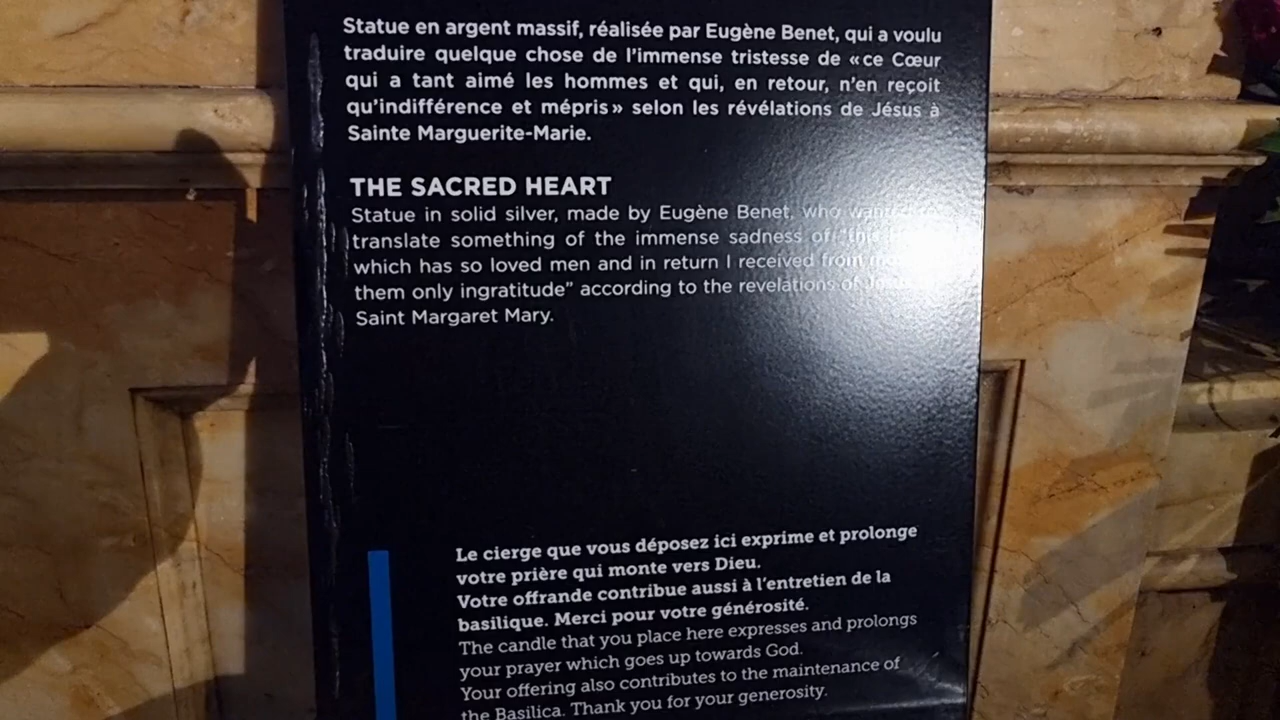 Statue en argent massif, réalisée par Eugène Benet, qui a voulu
traduire quelque chose de l'immense tristesse de «ce Cœur
qui a tant aimé les hommes et qui, en retour, n'en reçoit
qu'indifférence et mépris» selon les révélations de Jésus à
Sainte Marguerite-Marie.
THE SACRED HEART
Statue in solid silver, made by Eugène Benet, who wanted to
translate something of the immense sadness of "this
which has so loved men and in return I received from
them only ingratitude" according to the revelations of Jesus
Saint Margaret Mary.
Le cierge que vous déposez ici exprime et prolonge
votre prière qui monte vers Dieu.
Votre offrande contribue aussi à l'entretien de la
basilique. Merci pour votre générosité.
The candle that you place here expresses and prolongs
your prayer which goes up towards God.
Your offering also contributes to the maintenance of
the Basilica. Thank you for your generosity.